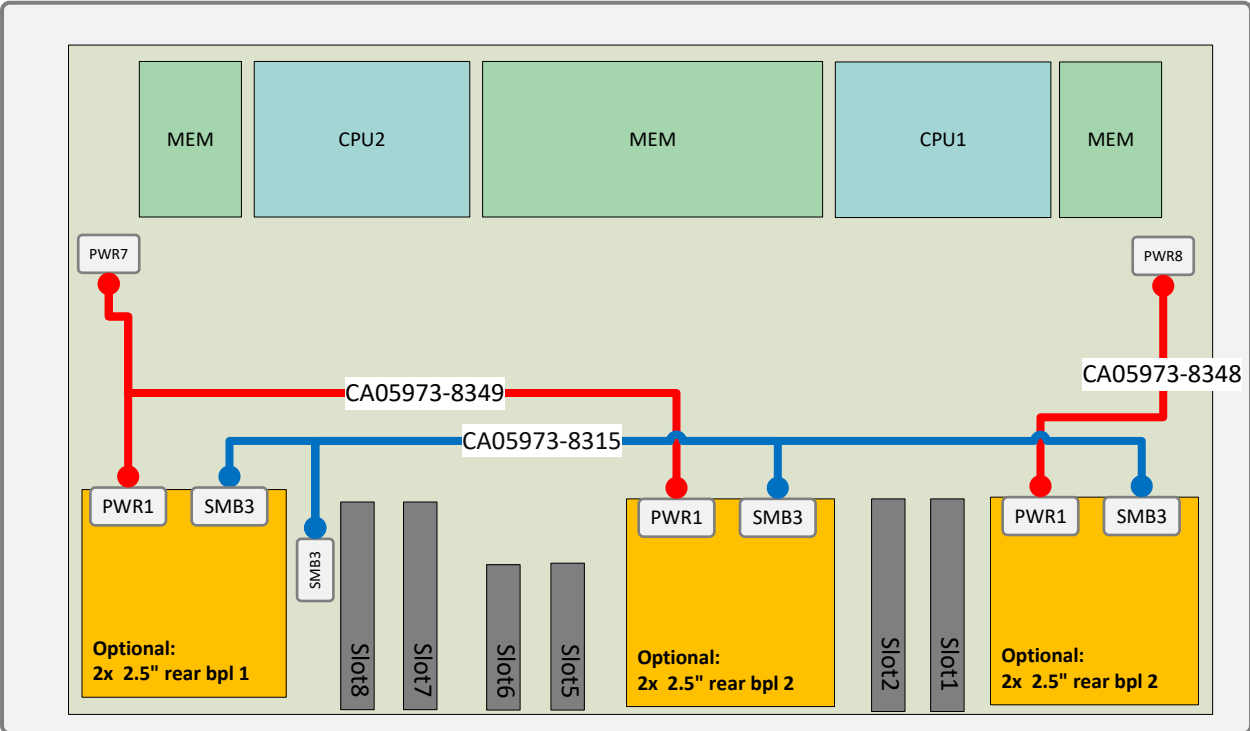 MEM
CPU2
MEM
CPU1
MEM
PWR7
PWR8
CA05973-8348
CA05973-8349
CA05973-8315
PWR1
SMB3
SMB3
PWR1
SMB3
PWR1
SMB3
Optional:
2x 2.5" rear bpl 1
Slot8
Slot7
Slot6
Slot5
Optional:
2x 2.5" rear bpl 2
Slot2
Slot1
Optional:
2x 2.5" rear bpl 2